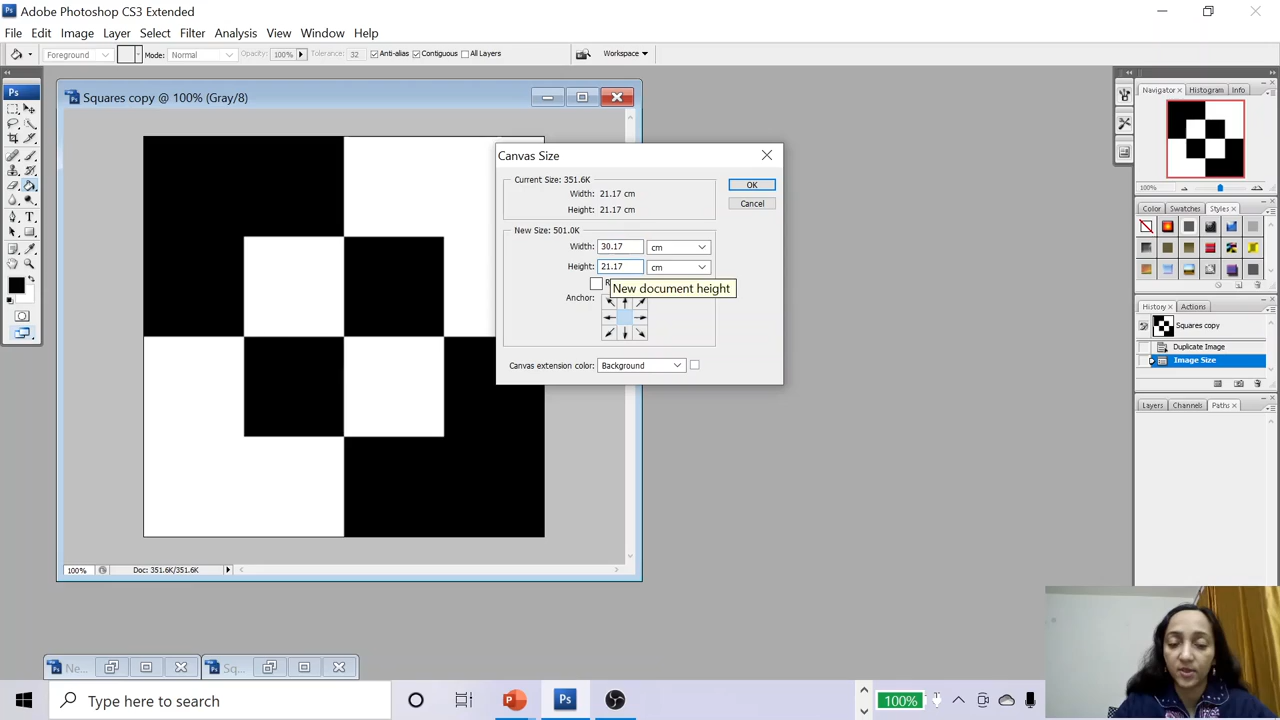 Ps Adobe Photoshop CS3 Extended
File Edit Image Layer Select Filter Analysis View Window Help
Foreground Mode: Normal Opacity: 100% Tolerance: 32 Anti-alias Contiguous All Layers Workspace
Ps
Squares copy @ 100% (Gray/8)
Canvas Size
Current Size: 351.6K
Width: 21.17 cm
Height: 21.17 cm
New Size: 501.0K
Width: 30.17 cm
Height: 21.17 cm
R
New document height
Anchor:
Canvas extension color: Background
OK
Cancel
100% Doc: 351.6K/351.6K
Navigator Histogram Info
100%
Color Swatches Styles
History Actions
Squares copy
Duplicate Image
Image Size
Layers Channels Paths
Ne...
Sq...
Type here to search
100%